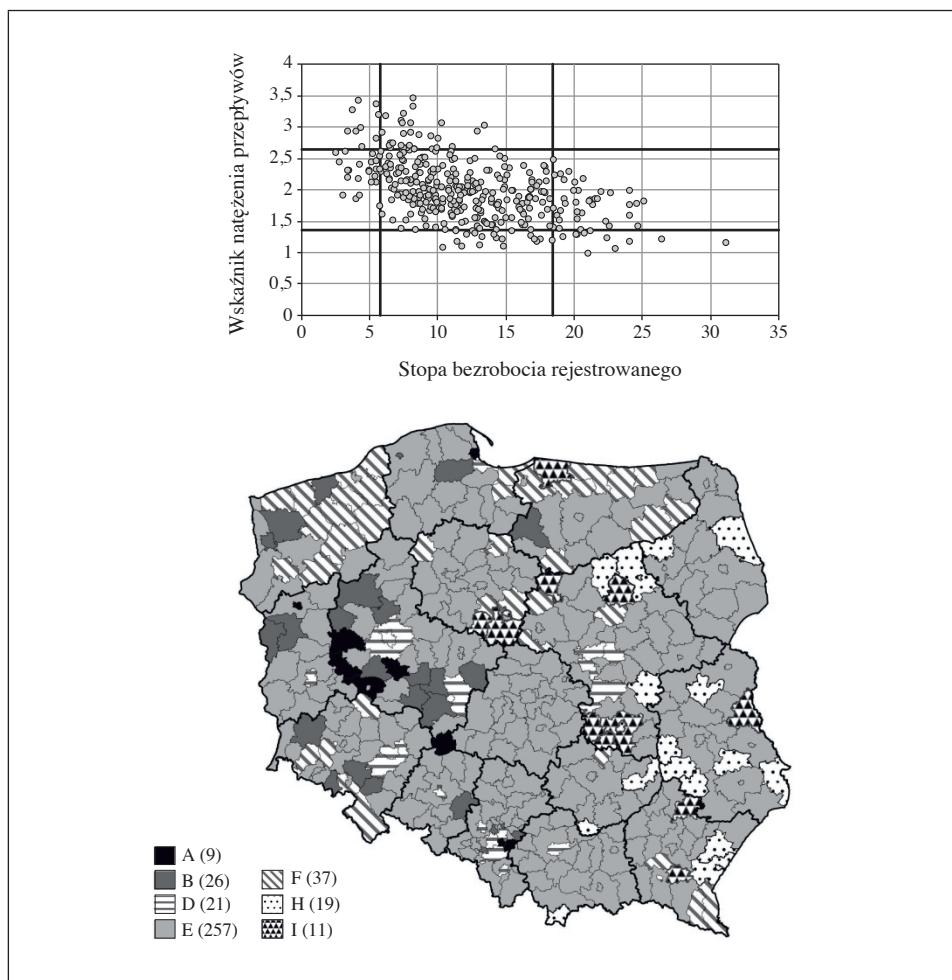 4
3,5
3
2,5
2
1,5
1
0,5
0
Wskaźnik natężenia przepływów
0 5 10 15 20 25 30 35
Stopa bezrobocia rejestrowanego
A (9)
B (26) F (37)
D (21) H (19)
E (257) I (11)